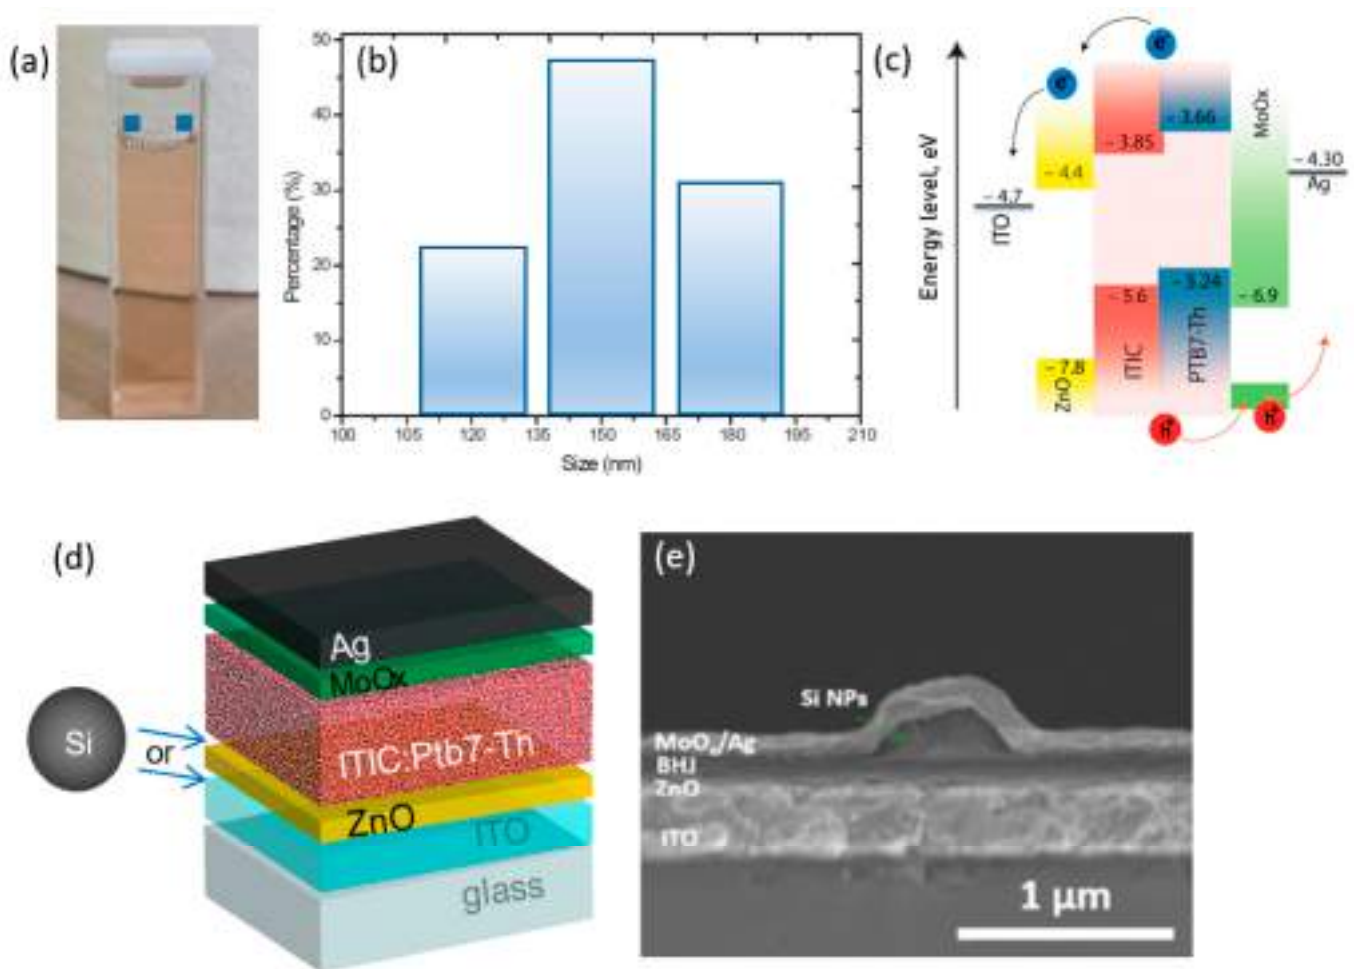 (a)
(b)
50
40
30
20
10
0
Percentage (%)
100 105 120 135 150 165 180 195 210
Size (nm)
(c)
Energy level, eV
e
e
- 3.66
- 3.85
- 4.4
MoOx
- 4.30
Ag
- 4.7
ITO
- 5.6
- 5.24
- 6.9
ITIC
PTB7-Th
- 7.8
ZnO
h
h
(d)
Ag
MoOx
Si
or
ITIC:Ptb7-Th
ZnO
ITO
glass
(e)
Si NPs
MoOx/Ag
BHJ
ZnO
ITO
1 µm